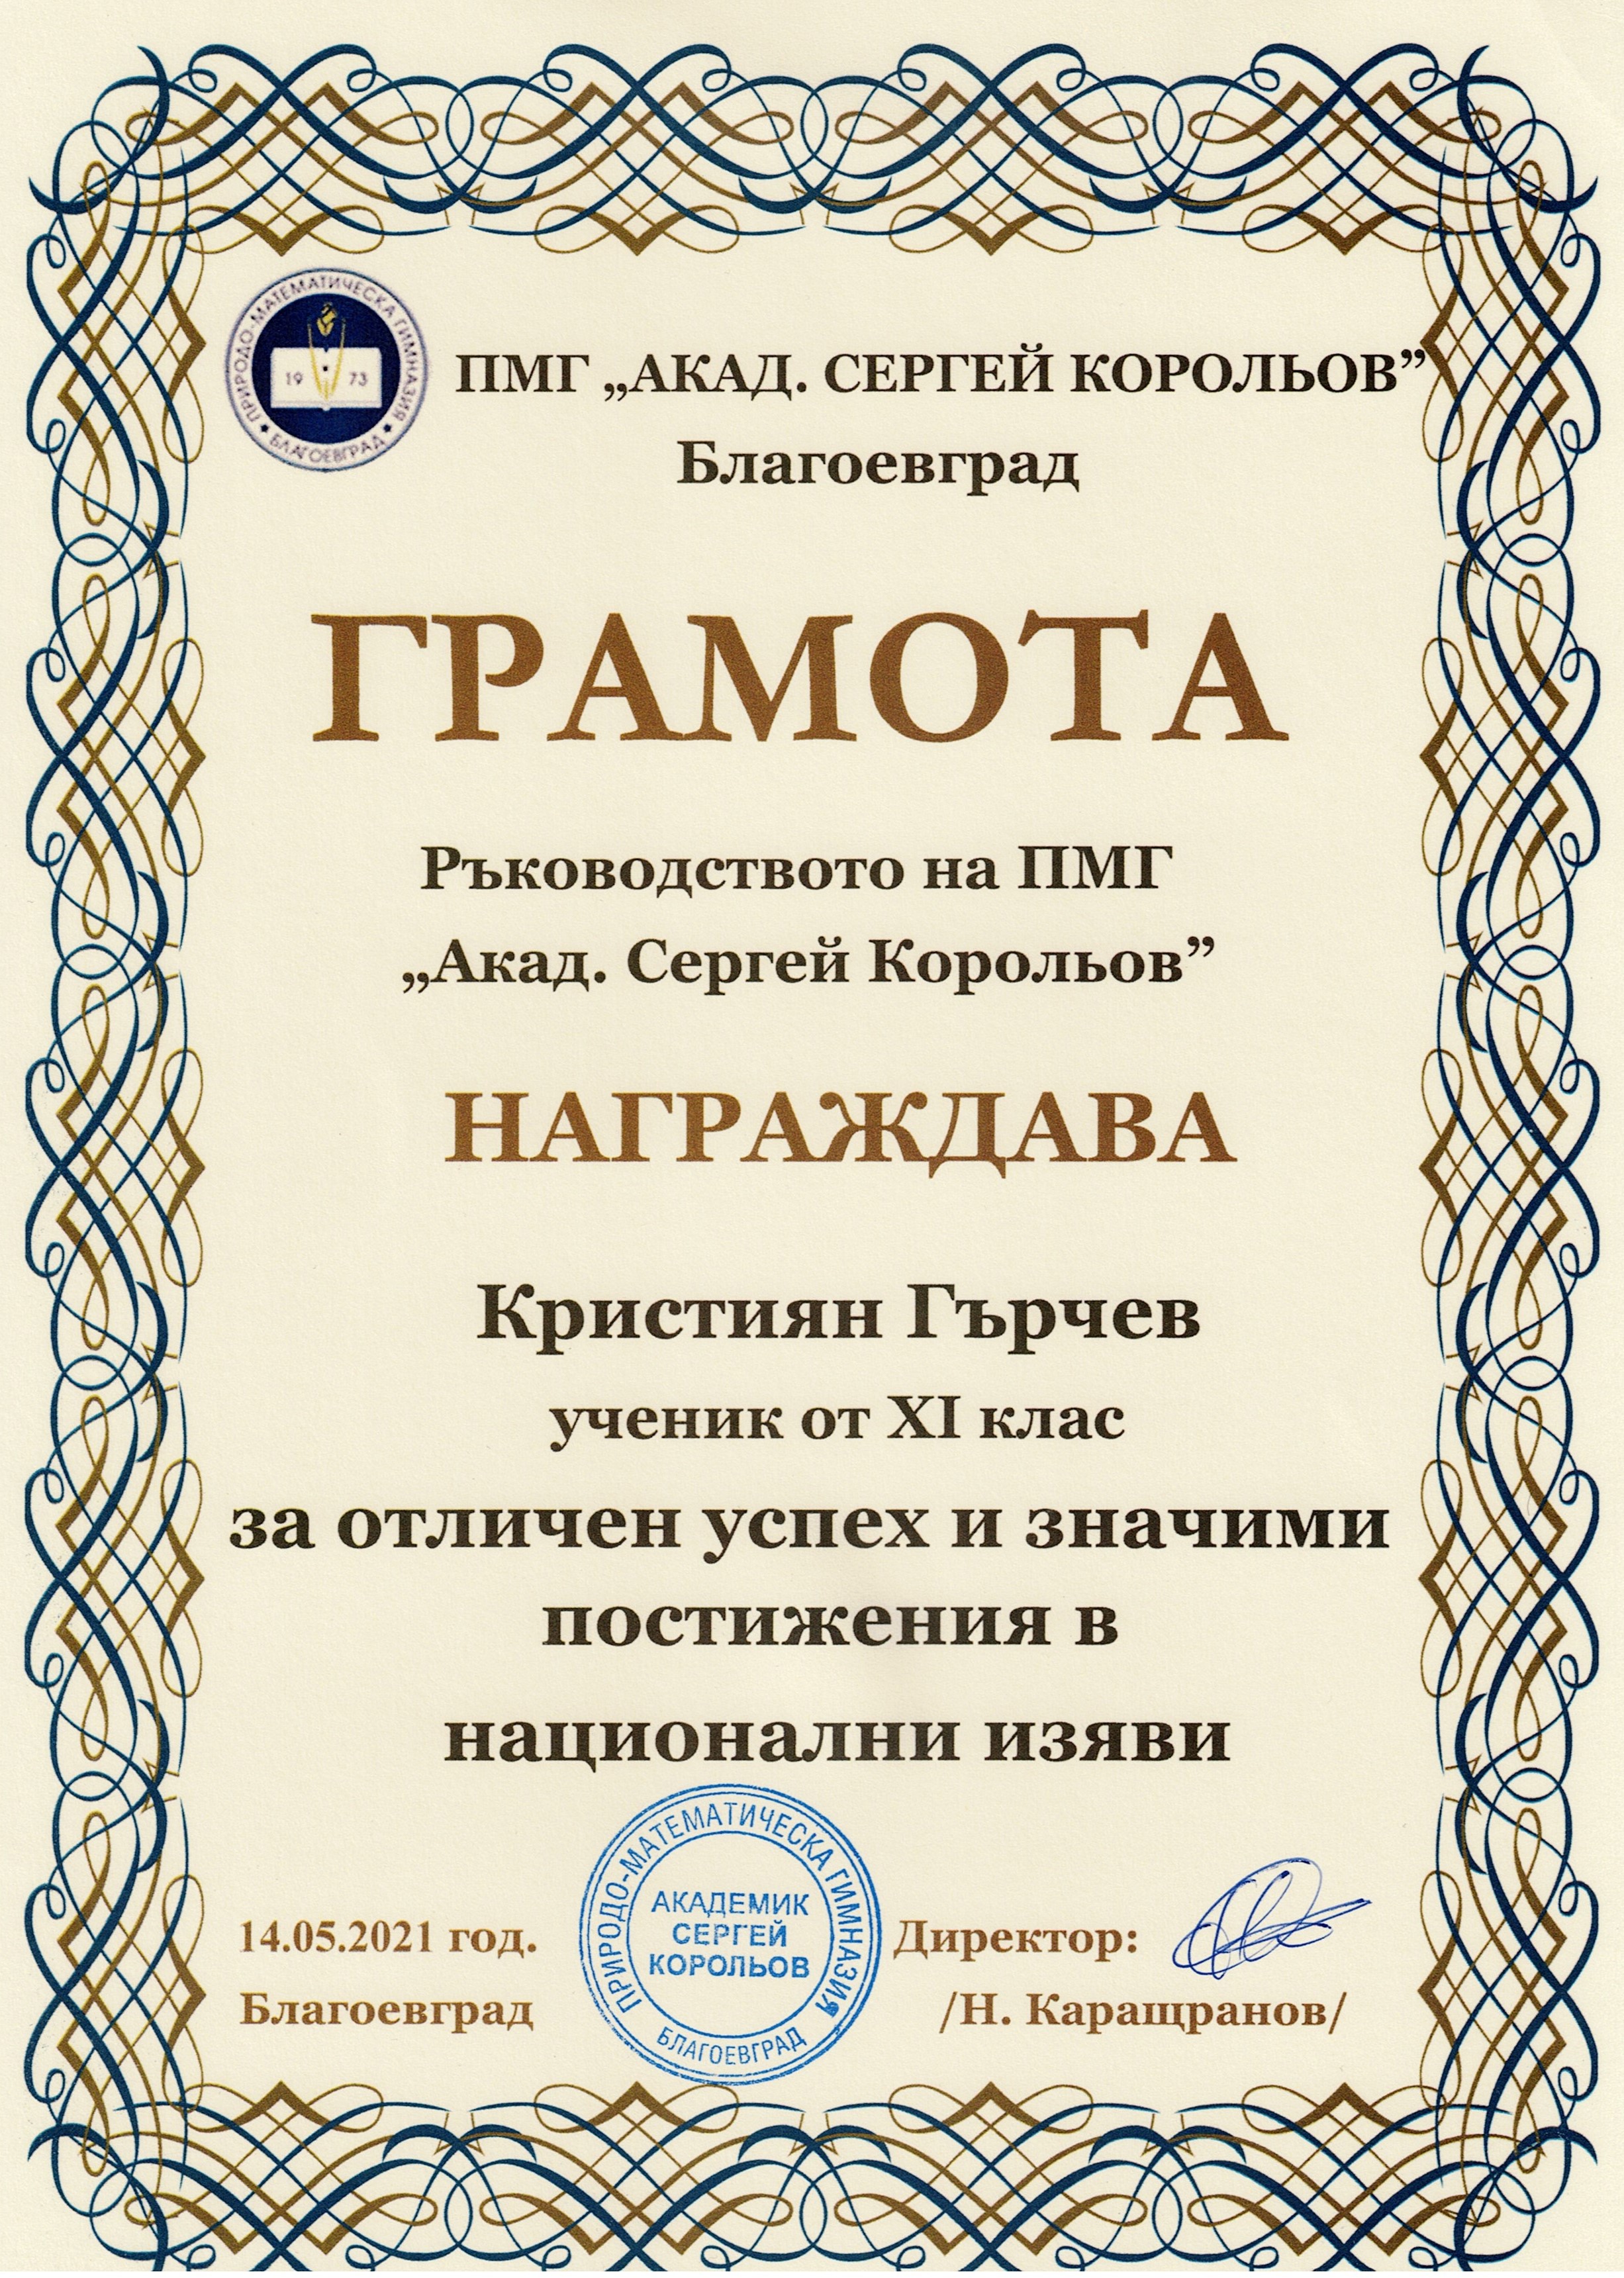 ПРИРОДО-МАТЕМАТИЧЕСКА ГИМНАЗИЯ
19 73
БЛАГОЕВГРАД
ПМГ „АКАД. СЕРГЕЙ КОРОЛЬОВ”
Благоевград
ГРАМОТА
Ръководството на ПМГ
„Акад. Сергей Корольов”
НАГРАЖДАВА
Кристиян Гърчев
ученик от XI клас
за отличен успех и значими
постижения в
национални изяви
14.05.2021 год.
Благоевград
ПРИРОДО-МАТЕМАТИЧЕСКА ГИМНАЗИЯ
АКАДЕМИК
СЕРГЕЙ
КОРОЛЬОВ
БЛАГОЕВГРАД
Директор:
/Н. Каращранов/